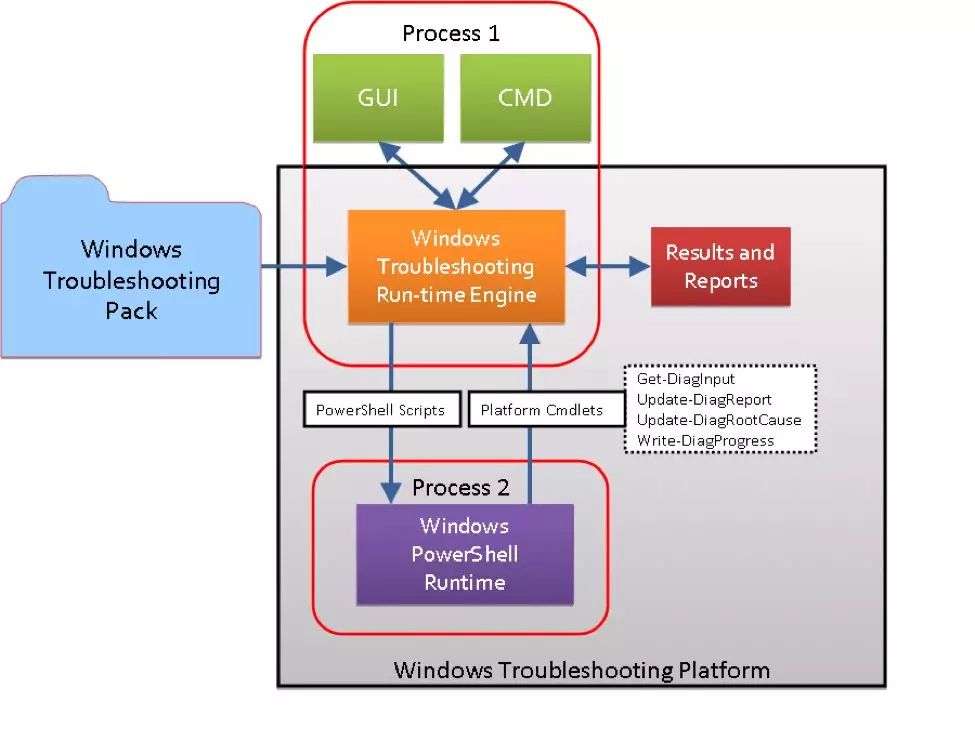 Process 1
GUI
CMD
Windows
Troubleshooting
Pack
Windows
Troubleshooting
Run-time Engine
Results and
Reports
PowerShell Scripts
Platform Cmdlets
Get-DiagInput
Update-DiagReport
Update-DiagRootCause
Write-DiagProgress
Process 2
Windows
PowerShell
Runtime
Windows Troubleshooting Platform